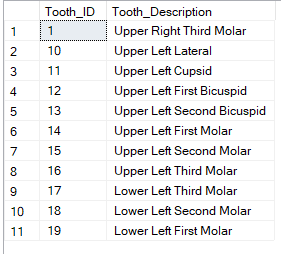 Tooth_ID Tooth_Description
1 1 Upper Right Third Molar
2 10 Upper Left Lateral
3 11 Upper Left Cupsid
4 12 Upper Left First Bicuspid
5 13 Upper Left Second Bicuspid
6 14 Upper Left First Molar
7 15 Upper Left Second Molar
8 16 Upper Left Third Molar
9 17 Lower Left Third Molar
10 18 Lower Left Second Molar
11 19 Lower Left First Molar